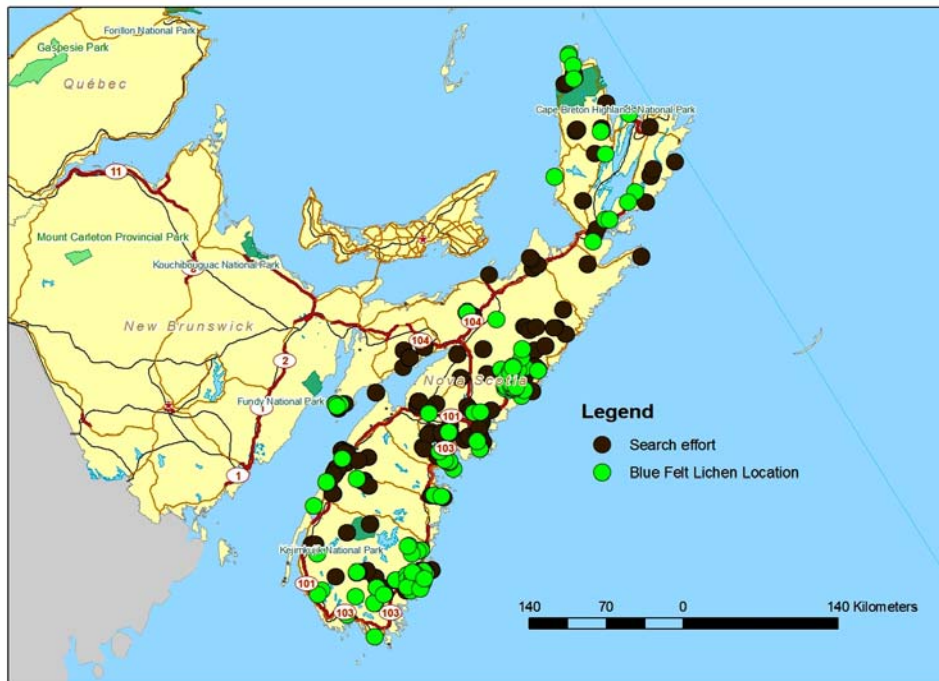 Forillon National Park
Gaspesie Park
Québec
Cape Breton Highlands National Park
11
Mount Carleton Provincial Park
Kouchibouguac National Park
8
New Brunswick
104
104
2
Nova Scotia
Fundy National Park
1
101
103
1
Legend
Search effort
Blue Felt Lichen Location
Kejimkujik National Park
101
103
103
140 70 0 140 Kilometers